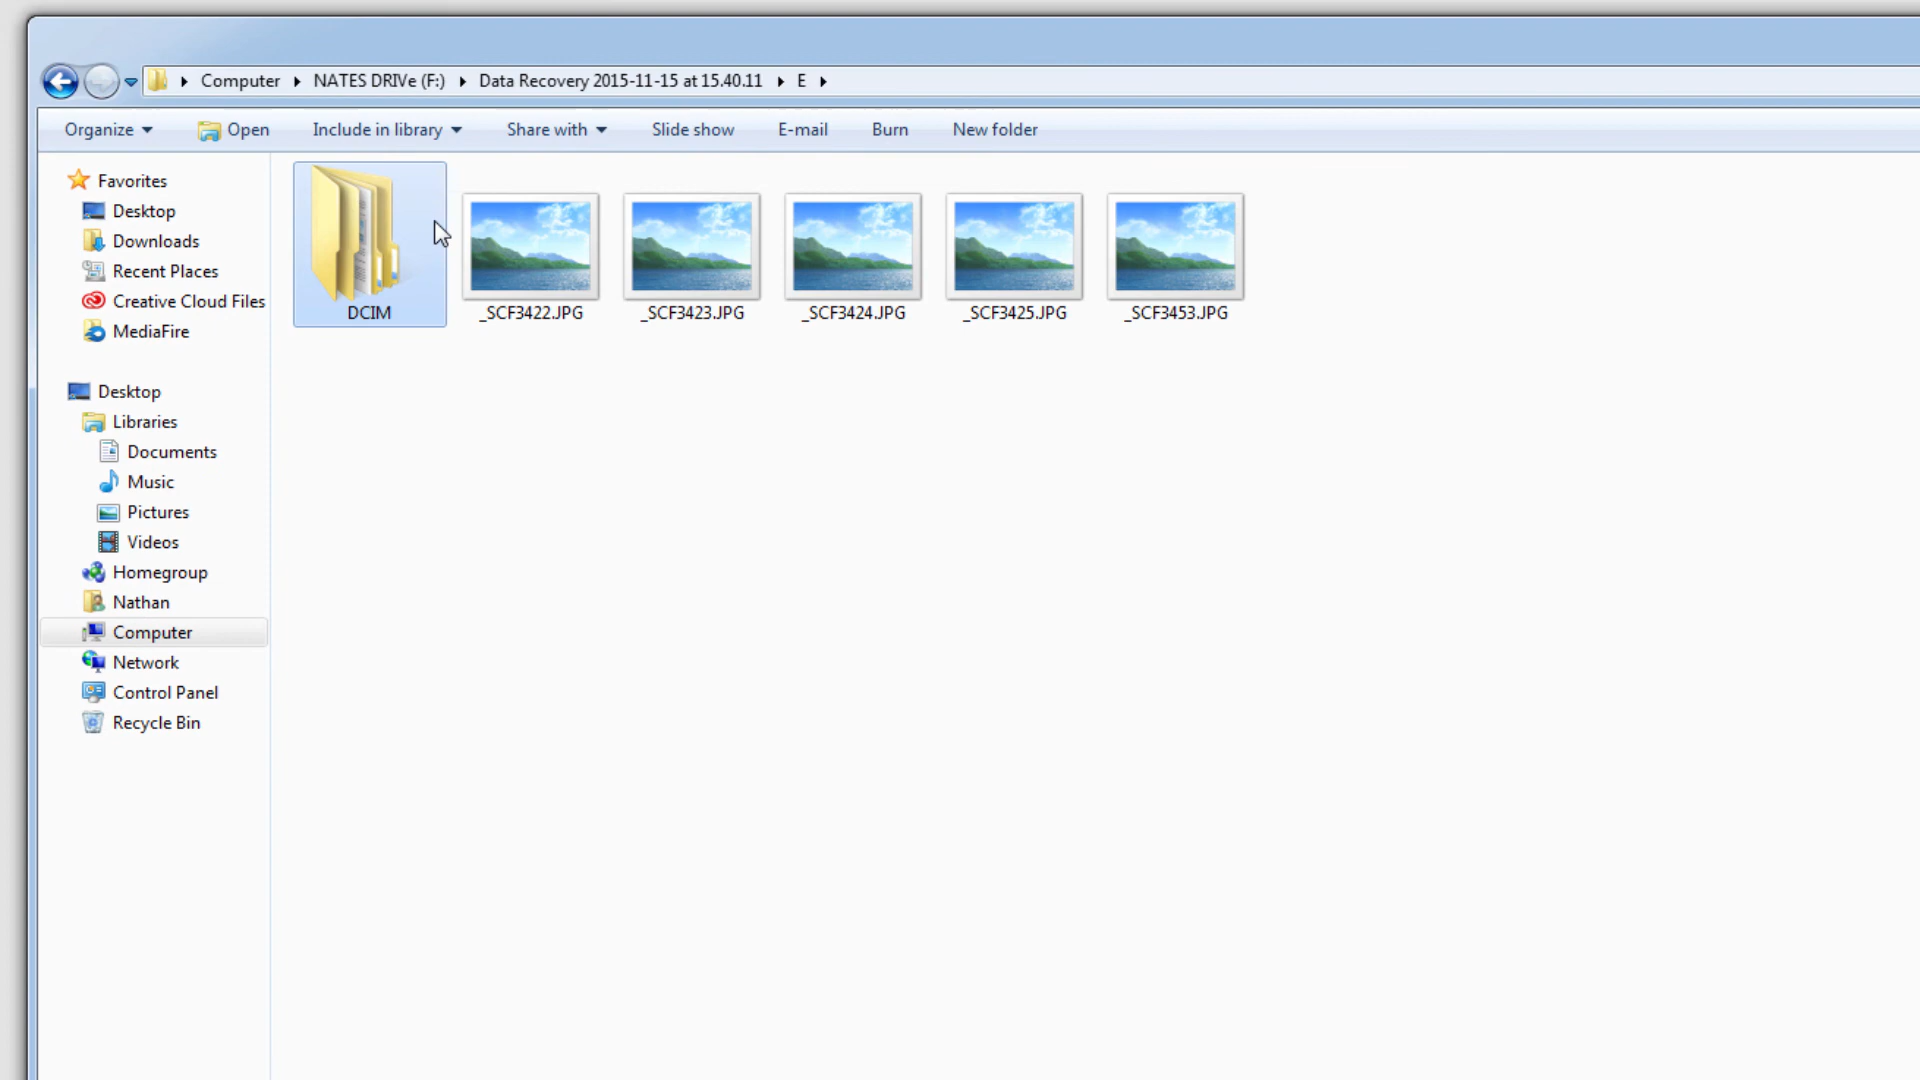 Computer NATES DRIVe (F:) Data Recovery 2015-11-15 at 15.40.11 E
Organize Open Include in library Share with Slide show E-mail Burn New folder
Favorites
Desktop
Downloads
Recent Places
Creative Cloud Files
MediaFire
Desktop
Libraries
Documents
Music
Pictures
Videos
Homegroup
Nathan
Computer
Network
Control Panel
Recycle Bin
DCIM _SCF3422.JPG _SCF3423.JPG _SCF3424.JPG _SCF3425.JPG _SCF3453.JPG